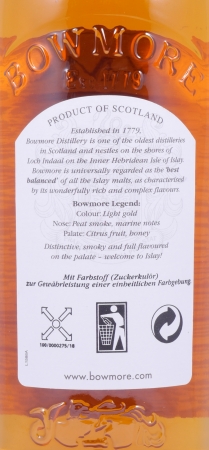 BOWMORE
PRODUCT OF SCOTLAND
Established in 1779,
Bowmore Distillery is one of the oldest distilleries
in Scotland and nestles on the shores of
Loch Indaal on the Inner Hebridean Isle of Islay.
Bowmore is universally regarded as the 'best
balanced' of all the Islay malts, as characterised
by its wonderfully rich and complex flavours.
Bowmore Legend:
Colour: Light gold
Nose: Peat smoke, marine notes
Palate: Citrus fruit, honey
Distinctive, smoky and full flavoured
on the palate – welcome to Islay!
Mit Farbstoff (Zuckerkulör)
zur Gewährleistung einer einheitlichen Farbgebung.
100/0000275/18
www.bowmore.com